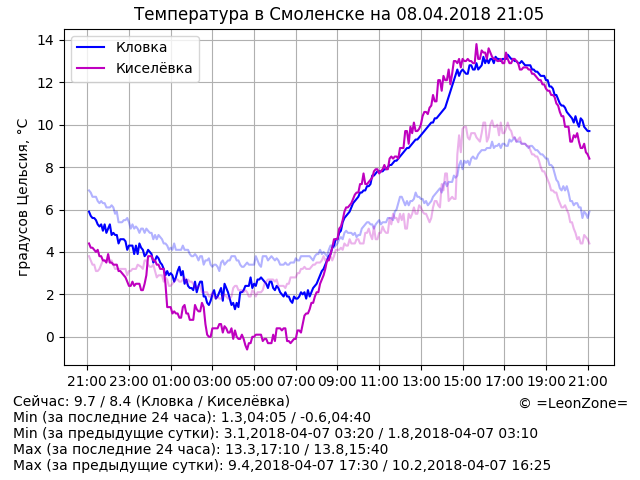 Температура в Смоленске на 08.04.2018 21:05
Кловка
Киселёвка
градусов Цельсия, °C
14
12
10
8
6
4
2
0
21:00 23:00 01:00 03:00 05:00 07:00 09:00 11:00 13:00 15:00 17:00 19:00 21:00
Сейчас: 9.7 / 8.4 (Кловка / Киселёвка)
© =LeonZone=
Min (за последние 24 часа): 1.3,04:05 / -0.6,04:40
Min (за предыдущие сутки): 3.1,2018-04-07 03:20 / 1.8,2018-04-07 03:10
Max (за последние 24 часа): 13.3,17:10 / 13.8,15:40
Max (за предыдущие сутки): 9.4,2018-04-07 17:30 / 10.2,2018-04-07 16:25